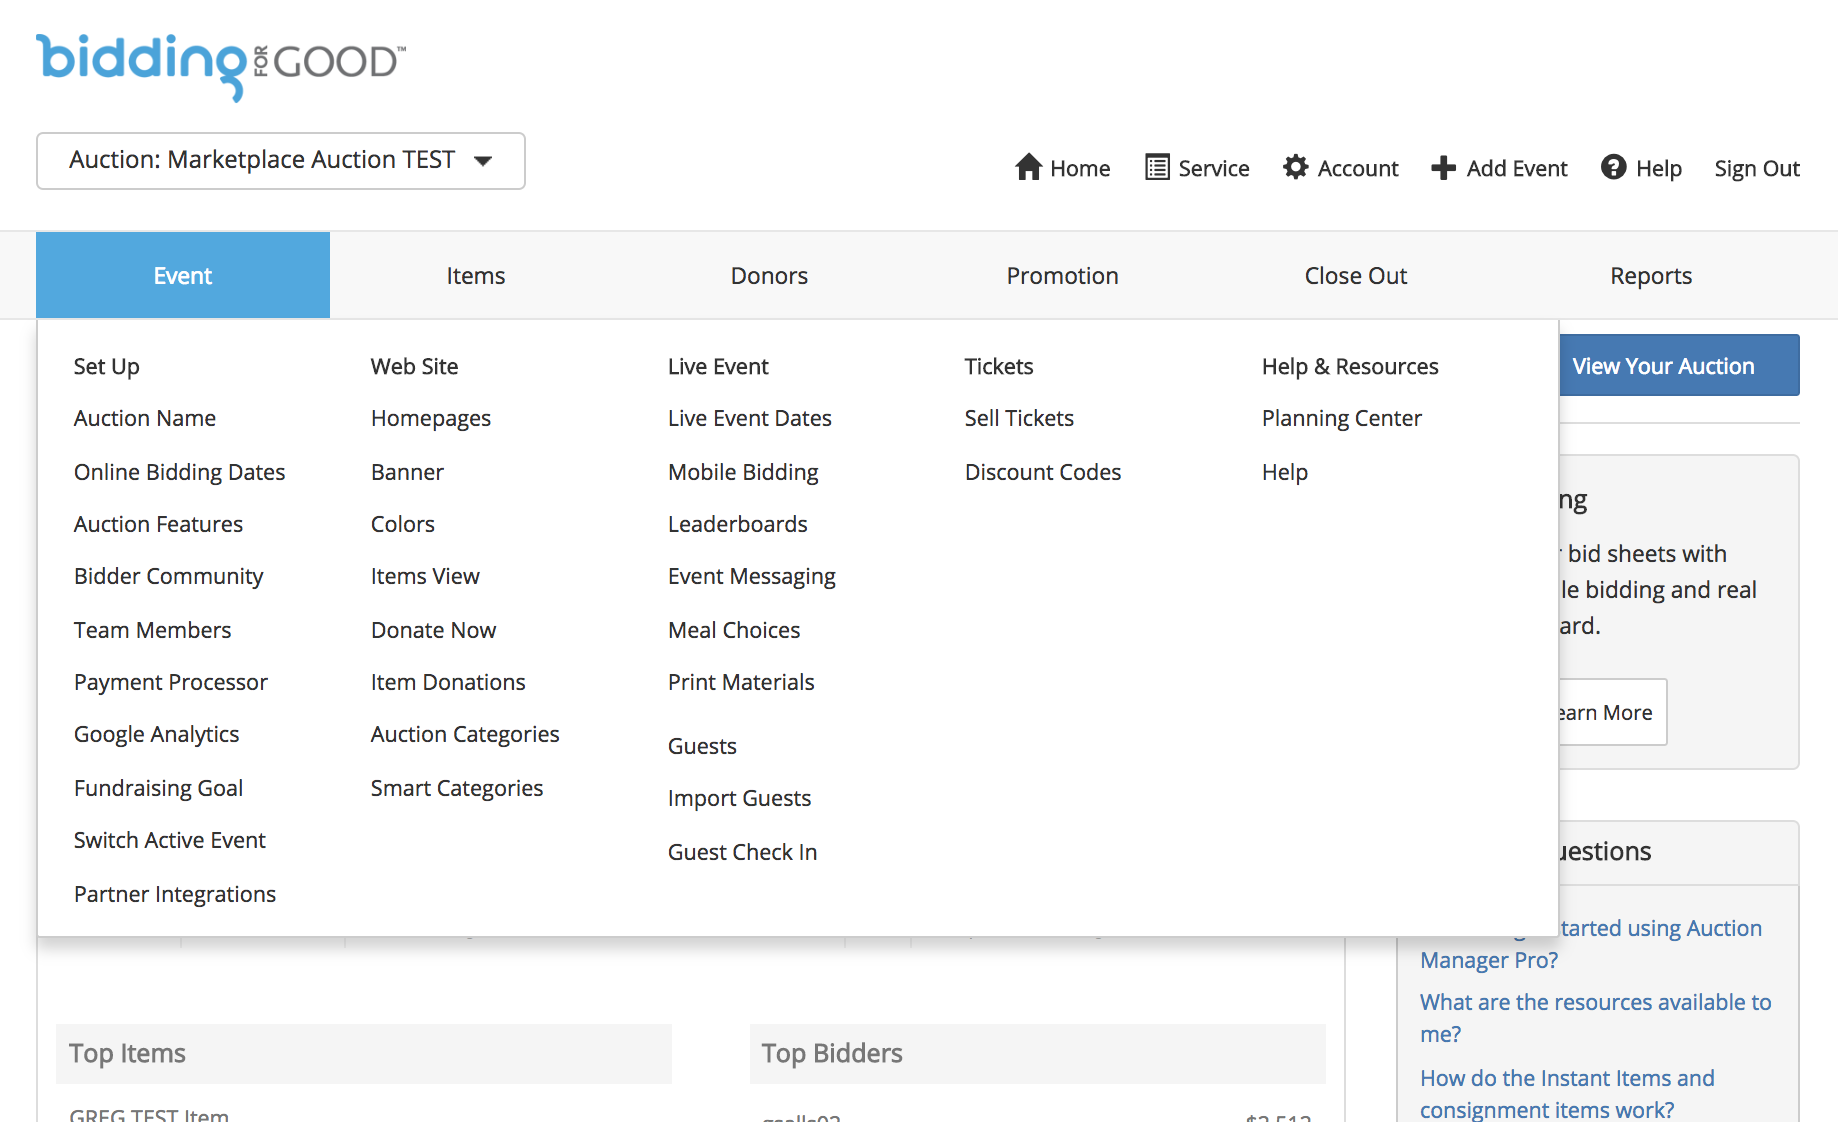 bidding FOR GOOD™
Auction: Marketplace Auction TEST
Home
Service
Account
Add Event
Help
Sign Out
Event
Items
Donors
Promotion
Close Out
Reports
Set Up
Auction Name
Online Bidding Dates
Auction Features
Bidder Community
Team Members
Payment Processor
Google Analytics
Fundraising Goal
Switch Active Event
Partner Integrations
Web Site
Homepages
Banner
Colors
Items View
Donate Now
Item Donations
Auction Categories
Smart Categories
Live Event
Live Event Dates
Mobile Bidding
Leaderboards
Event Messaging
Meal Choices
Print Materials
Guests
Import Guests
Guest Check In
Tickets
Sell Tickets
Discount Codes
Help & Resources
Planning Center
Help
View Your Auction
ng
bid sheets with
le bidding and real
ard.
earn More
uestions
tarted using Auction
Manager Pro?
What are the resources available to
me?
How do the Instant Items and
consignment items work?
Top Items
GREG TEST Item
Top Bidders